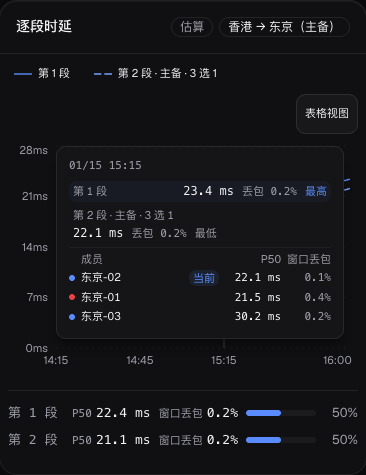 逐段时延 估算 香港 → 东京（主备）
第 1 段 第 2 段 · 主备 · 3 选 1
表格视图
28ms
01/15 15:15
第 1 段 23.4 ms 丢包 0.2% 最高
21ms
第 2 段 · 主备 · 3 选 1
22.1 ms 丢包 0.2% 最低
14ms
成员 P50 窗口丢包
东京-02 当前 22.1 ms 0.1%
7ms
东京-01 21.5 ms 0.4%
东京-03 30.2 ms 0.2%
0ms
14:15 14:45 15:15 16:00
第 1 段 P50 22.4 ms 窗口丢包 0.2% 50%
第 2 段 P50 21.1 ms 窗口丢包 0.2% 50%